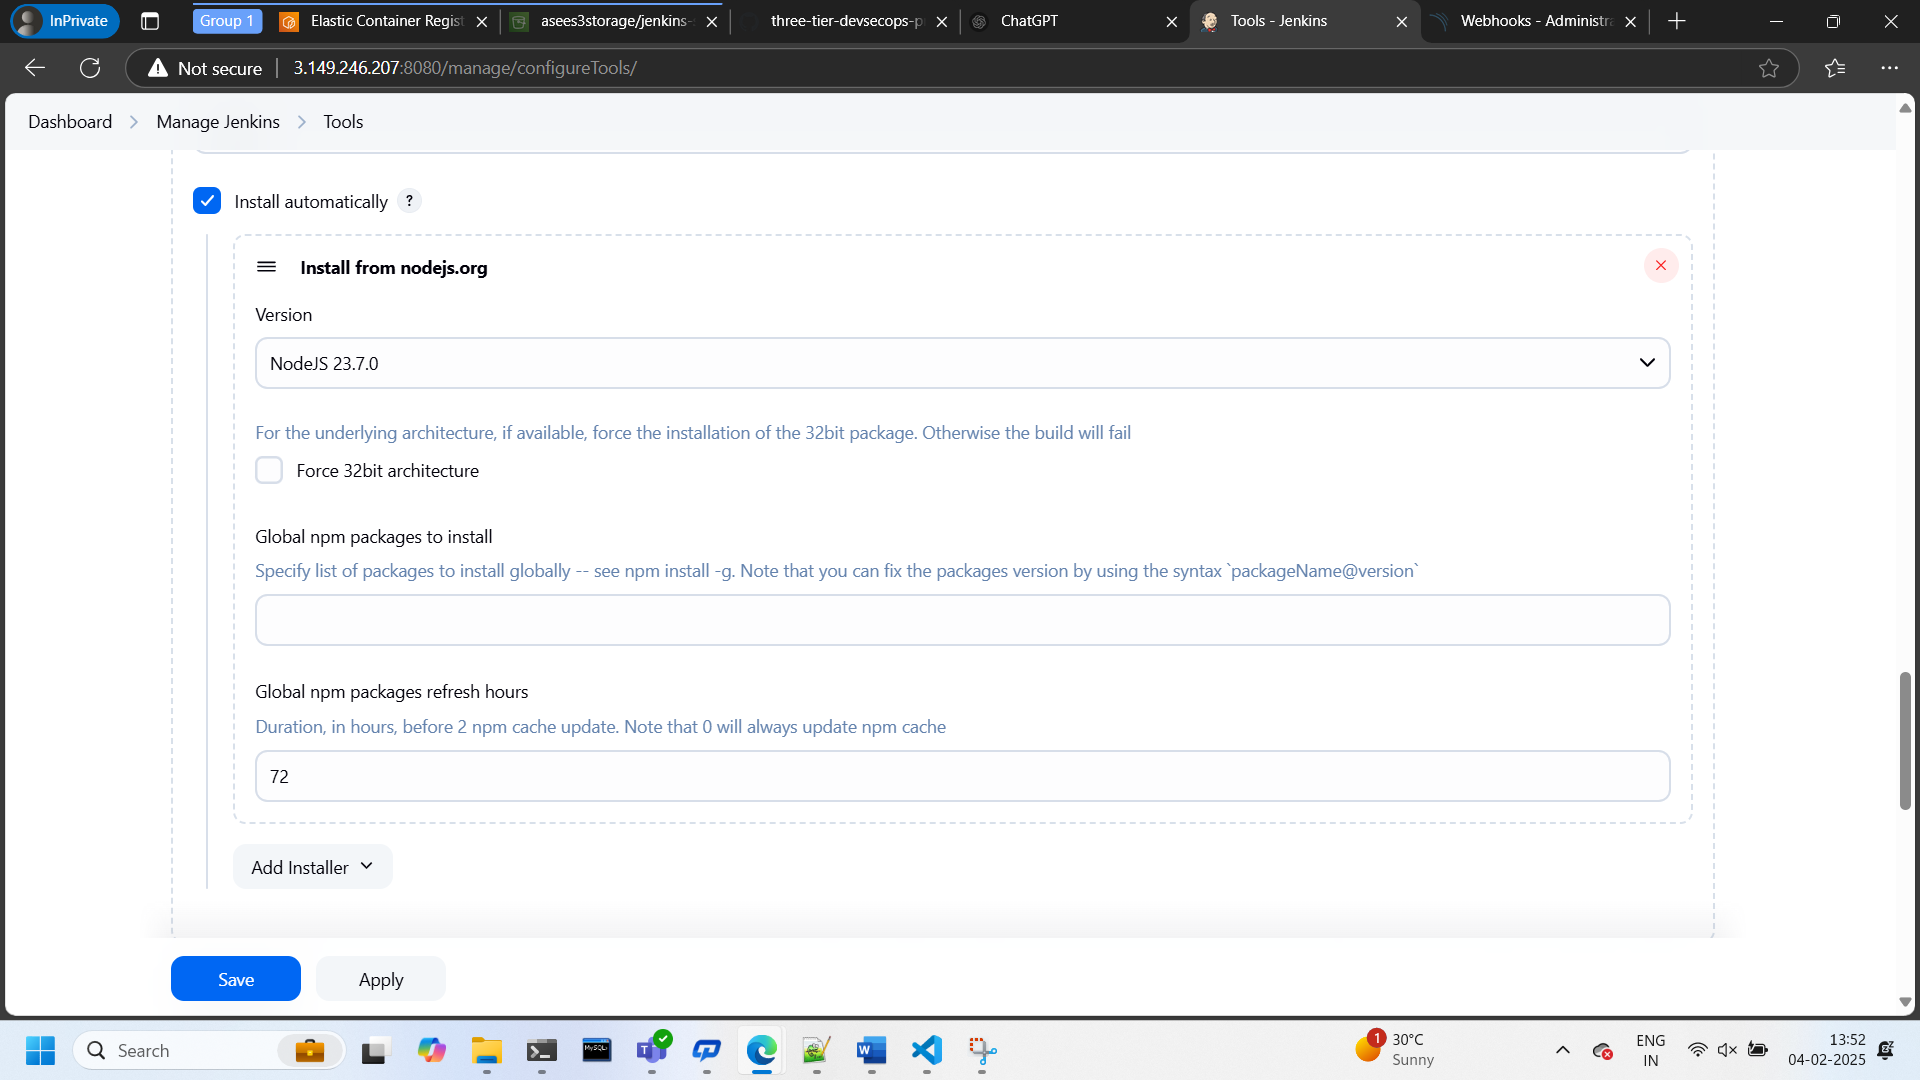 InPrivate
Group 1
Elastic Container Regist
asees3storage/jenkins-
three-tier-devsecops-p
ChatGPT
Tools - Jenkins
Webhooks - Administra
Not secure
3.149.246.207:8080/manage/configureTools/
Dashboard
Manage Jenkins
Tools
Install automatically
?
Install from nodejs.org
Version
NodeJS 23.7.0
For the underlying architecture, if available, force the installation of the 32bit package. Otherwise the build will fail
Force 32bit architecture
Global npm packages to install
Specify list of packages to install globally -- see npm install -g. Note that you can fix the packages version by using the syntax `packageName@version`
Global npm packages refresh hours
Duration, in hours, before 2 npm cache update. Note that 0 will always update npm cache
72
Add Installer
Save
Apply
Search
MySQL
1
30°C
Sunny
ENG
IN
13:52
04-02-2025